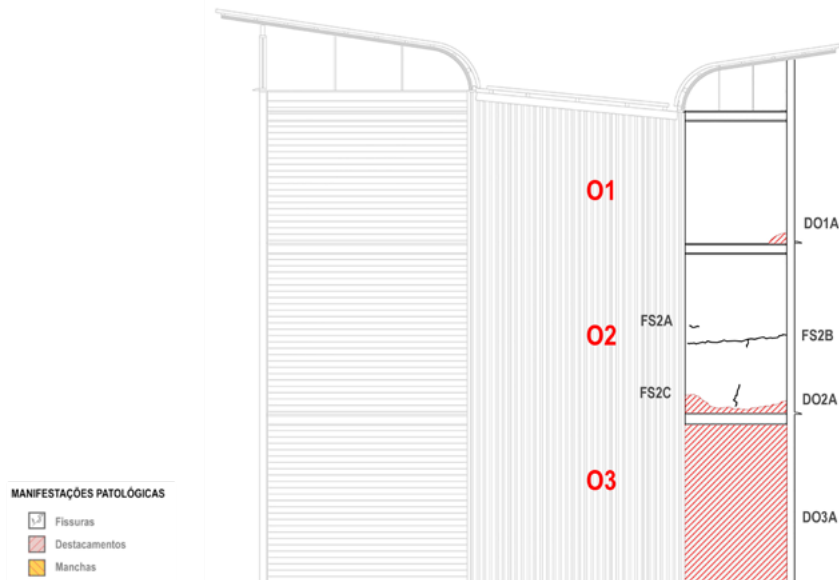 O1
DO1A
FS2A
O2
FS2B
FS2C
DO2A
O3
DO3A
MANIFESTAÇÕES PATOLÓGICAS
Fissuras
Destacamentos
Manchas